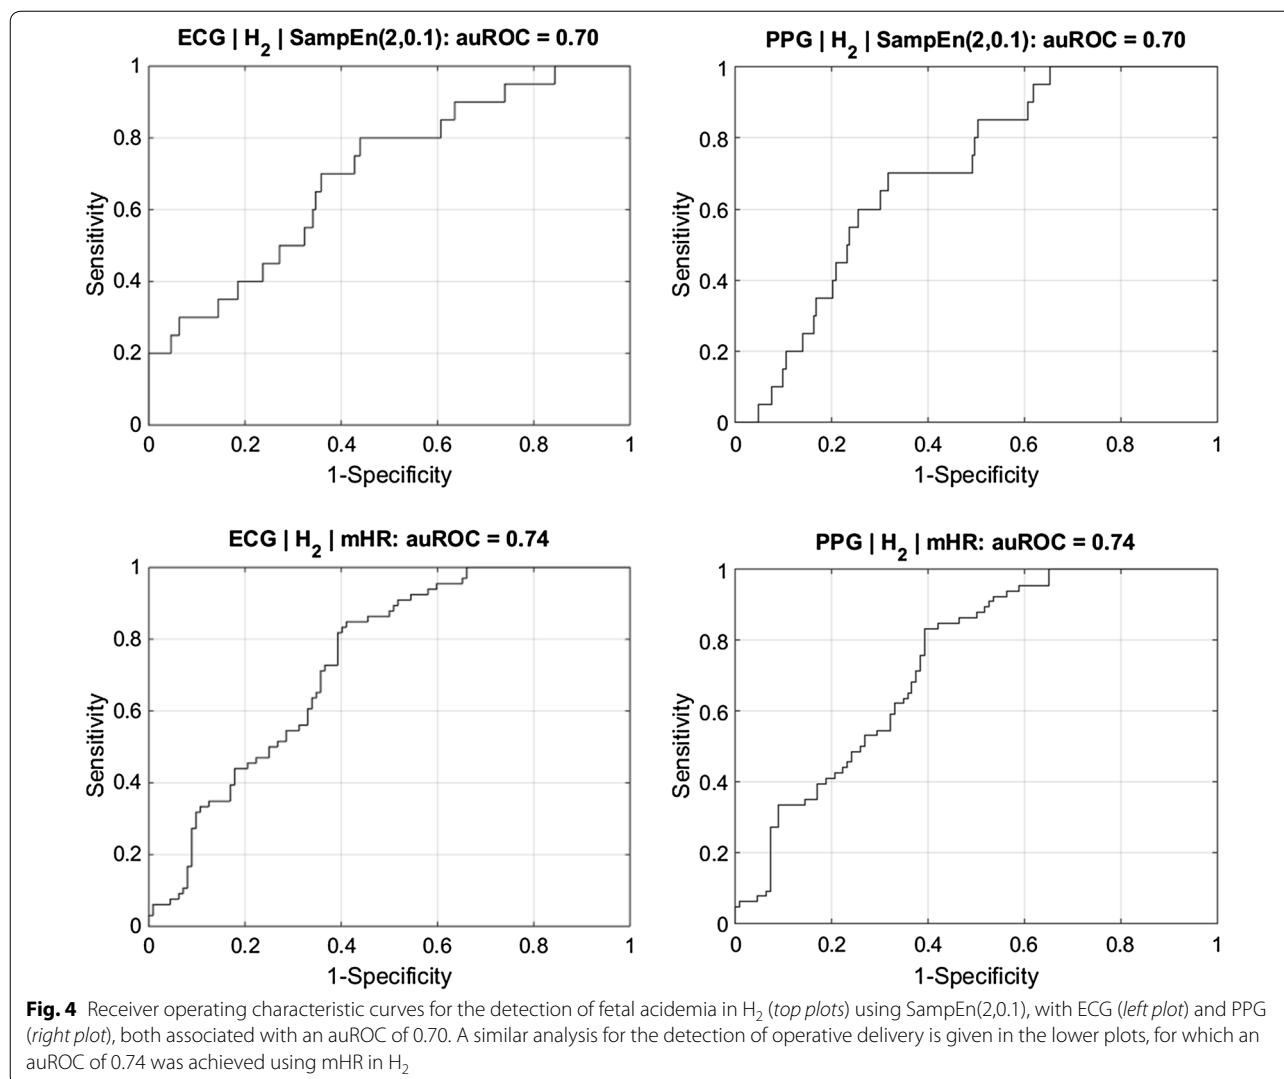 ECG | H2 | SampEn(2,0.1): auROC = 0.70
1
0.8
0.6
0.4
0.2
0
Sensitivity
0 0.2 0.4 0.6 0.8 1
1-Specificity
PPG | H2 | SampEn(2,0.1): auROC = 0.70
1
0.8
0.6
0.4
0.2
0
Sensitivity
0 0.2 0.4 0.6 0.8 1
1-Specificity
ECG | H2 | mHR: auROC = 0.74
1
0.8
0.6
0.4
0.2
0
Sensitivity
0 0.2 0.4 0.6 0.8 1
1-Specificity
PPG | H2 | mHR: auROC = 0.74
1
0.8
0.6
0.4
0.2
0
Sensitivity
0 0.2 0.4 0.6 0.8 1
1-Specificity
Fig. 4 Receiver operating characteristic curves for the detection of fetal acidemia in H2 (top plots) using SampEn(2,0.1), with ECG (left plot) and PPG
(right plot), both associated with an auROC of 0.70. A similar analysis for the detection of operative delivery is given in the lower plots, for which an
auROC of 0.74 was achieved using mHR in H2